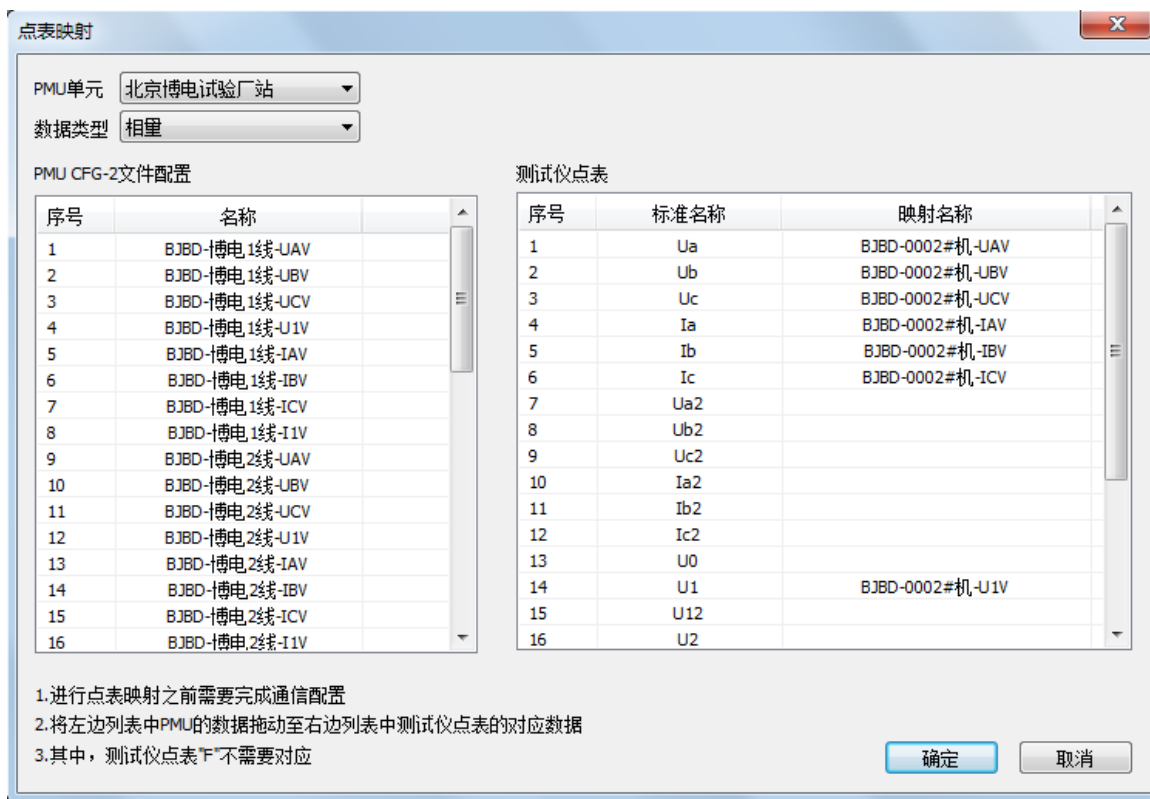 点表映射
PMU单元 北京博电试验厂站
数据类型 相量
PMU CFG-2文件配置
序号 名称
1 BJBD-博电1线-UAV
2 BJBD-博电1线-UBV
3 BJBD-博电1线-UCV
4 BJBD-博电1线-U1V
5 BJBD-博电1线-IAV
6 BJBD-博电1线-IBV
7 BJBD-博电1线-ICV
8 BJBD-博电1线-I1V
9 BJBD-博电2线-UAV
10 BJBD-博电2线-UBV
11 BJBD-博电2线-UCV
12 BJBD-博电2线-U1V
13 BJBD-博电2线-IAV
14 BJBD-博电2线-IBV
15 BJBD-博电2线-ICV
16 BJBD-博电2线-I1V
测试仪点表
序号 标准名称 映射名称
1 Ua BJBD-0002#机-UAV
2 Ub BJBD-0002#机-UBV
3 Uc BJBD-0002#机-UCV
4 Ia BJBD-0002#机-IAV
5 Ib BJBD-0002#机-IBV
6 Ic BJBD-0002#机-ICV
7 Ua2
8 Ub2
9 Uc2
10 Ia2
11 Ib2
12 Ic2
13 U0
14 U1 BJBD-0002#机-U1V
15 U12
16 U2
1.进行点表映射之前需要完成通信配置
2.将左边列表中PMU的数据拖动至右边列表中测试仪点表的对应数据
3.其中，测试仪点表"F"不需要对应
确定 取消